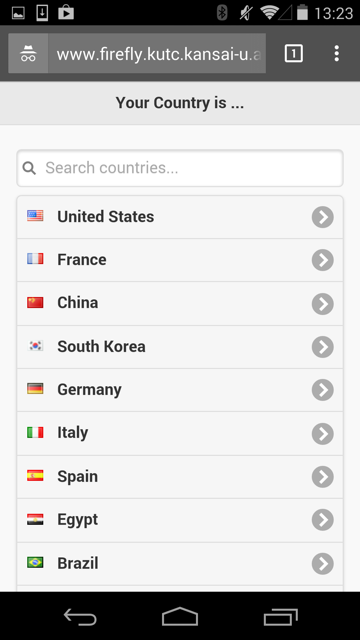 13:23
www.firefly.kutc.kansai-u.a
1
Your Country is ...
Search countries...
United States
France
China
South Korea
Germany
Italy
Spain
Egypt
Brazil